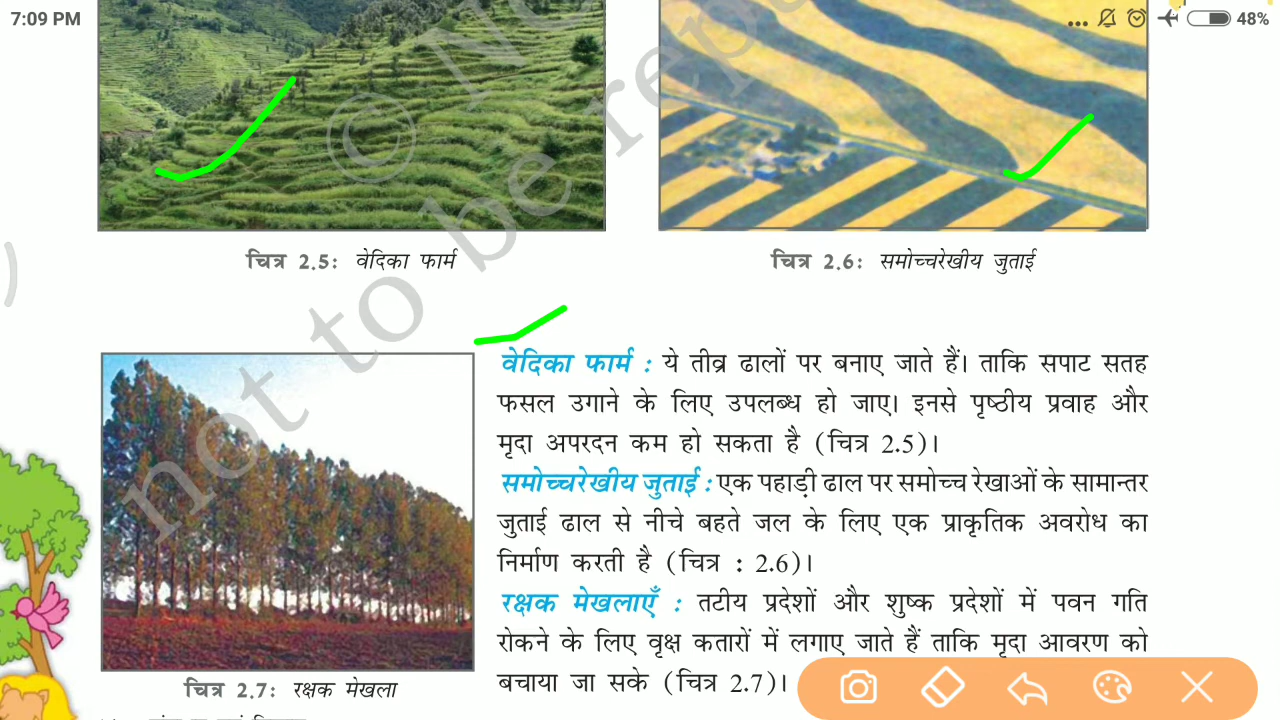 7:09 PM
48%
© N
not to be rep
चित्र 2.5: वेदिका फार्म
चित्र 2.6: समोच्चरेखीय जुताई
वेदिका फार्म : ये तीव्र ढालों पर बनाए जाते हैं। ताकि सपाट सतह
फसल उगाने के लिए उपलब्ध हो जाए। इनसे पृष्ठीय प्रवाह और
मृदा अपरदन कम हो सकता है (चित्र 2.5)।
समोच्चरेखीय जुताई : एक पहाड़ी ढाल पर समोच्च रेखाओं के सामान्तर
जुताई ढाल से नीचे बहते जल के लिए एक प्राकृतिक अवरोध का
निर्माण करती है (चित्र : 2.6)।
रक्षक मेखलाएँ : तटीय प्रदेशों और शुष्क प्रदेशों में पवन गति
रोकने के लिए वृक्ष कतारों में लगाए जाते हैं ताकि मृदा आवरण को
बचाया जा सके (चित्र 2.7)।
चित्र 2.7: रक्षक मेखला